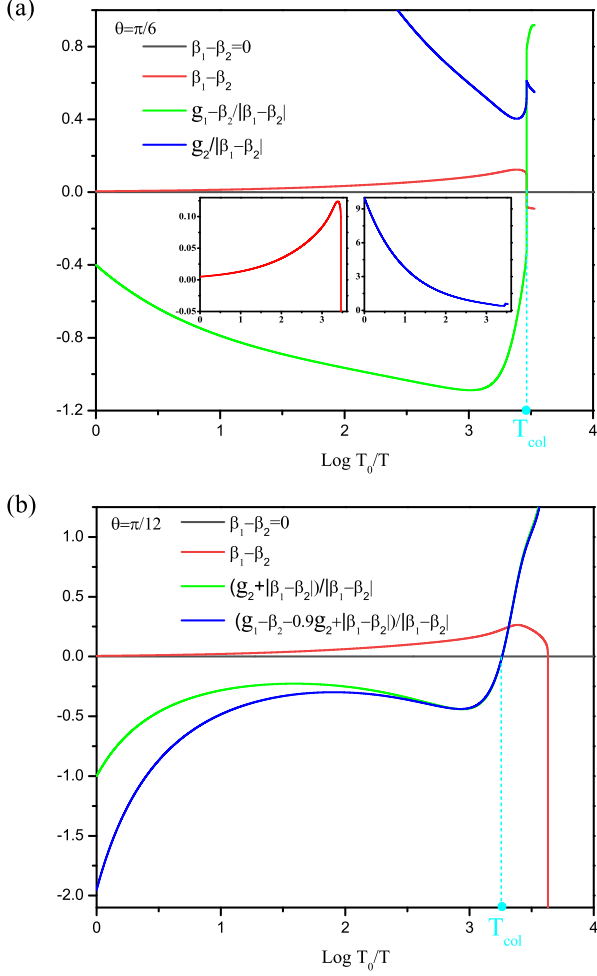 (a)
θ=π/6
β₁−β₂=0
β₁−β₂
g₁−β₂/|β₁−β₂|
g₂/|β₁−β₂|
0.8
0.4
0.0
-0.4
-0.8
-1.2
0.10
0.05
0.00
-0.05
0 1 2 3
9
6
3
0
0 1 2 3
0 1 2 3 4
T_col
Log T₀/T
(b)
θ=π/12
β₁−β₂=0
β₁−β₂
(g₂+|β₁−β₂|)/|β₁−β₂|
(g₁−β₂−0.9g₂+|β₁−β₂|)/|β₁−β₂|
1.0
0.5
0.0
-0.5
-1.0
-1.5
-2.0
0 1 2 3 4
T_col
Log T₀/T